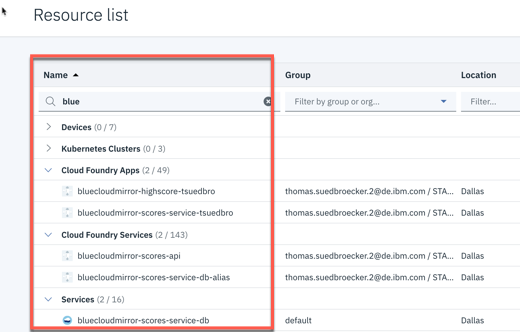 Resource list
Name Group Location
blue Filter by group or org... Filter...
Devices (0 / 7)
Kubernetes Clusters (0 / 3)
Cloud Foundry Apps (2 / 49)
bluecloudmirror-highscore-tsuedbro thomas.suedbroecker.2@de.ibm.com / STA... Dallas
bluecloudmirror-scores-service-tsuedbro thomas.suedbroecker.2@de.ibm.com / STA... Dallas
Cloud Foundry Services (2 / 143)
bluecloudmirror-scores-api thomas.suedbroecker.2@de.ibm.com / STA... Dallas
bluecloudmirror-scores-service-db-alias thomas.suedbroecker.2@de.ibm.com / STA... Dallas
Services (2 / 16)
bluecloudmirror-scores-service-db default Dallas